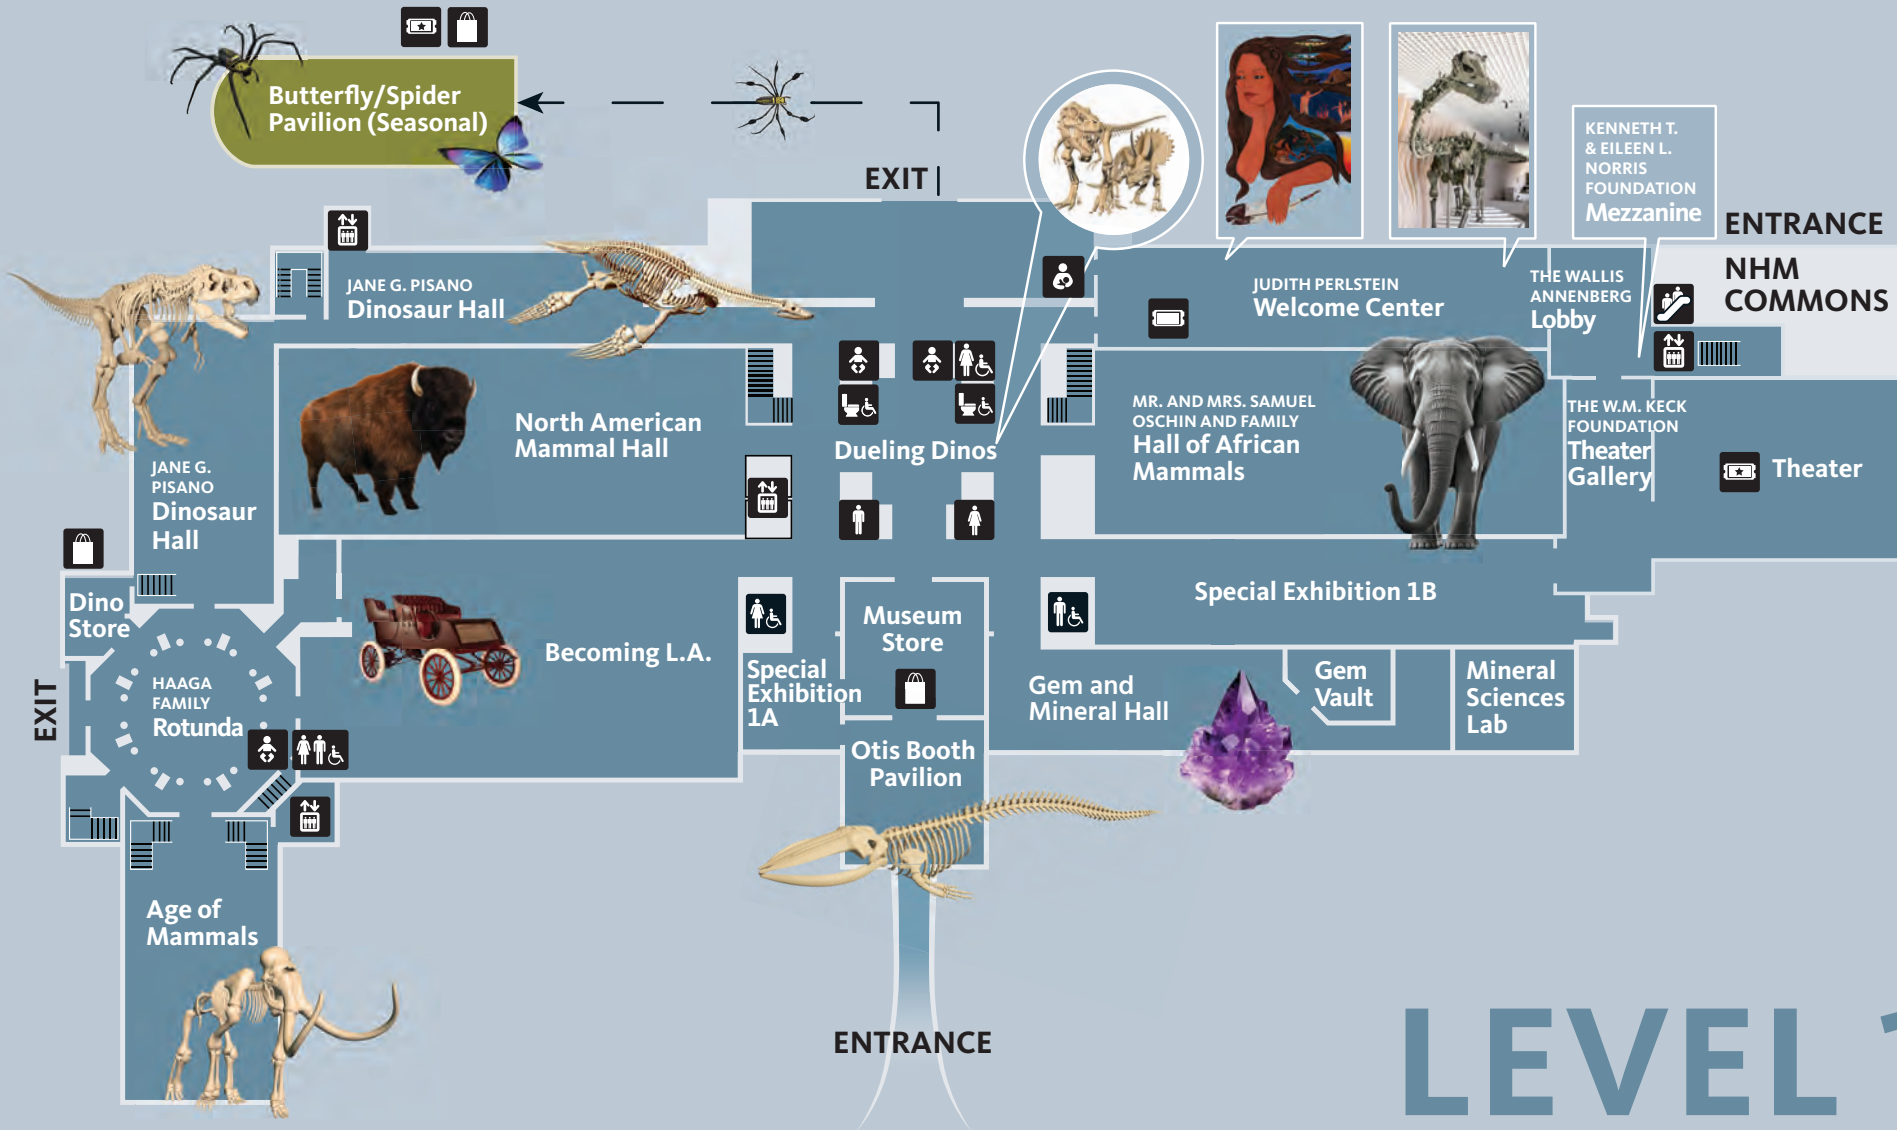 Butterfly/Spider
Pavilion (Seasonal)
EXIT
KENNETH T.
& EILEEN L.
NORRIS
FOUNDATION
Mezzanine
ENTRANCE
NHM
COMMONS
JANE G. PISANO
Dinosaur Hall
JUDITH PERLSTEIN
Welcome Center
THE WALLIS
ANNENBERG
Lobby
North American
Mammal Hall
Dueling Dinos
MR. AND MRS. SAMUEL
OSCHIN AND FAMILY
Hall of African
Mammals
THE W.M. KECK
FOUNDATION
Theater
Gallery
Theater
JANE G.
PISANO
Dinosaur
Hall
Dino
Store
Becoming L.A.
Special
Exhibition
1A
Museum
Store
Special Exhibition 1B
Gem and
Mineral Hall
Gem
Vault
Mineral
Sciences
Lab
EXIT
HAAGA
FAMILY
Rotunda
Otis Booth
Pavilion
Age of
Mammals
ENTRANCE
LEVEL 1